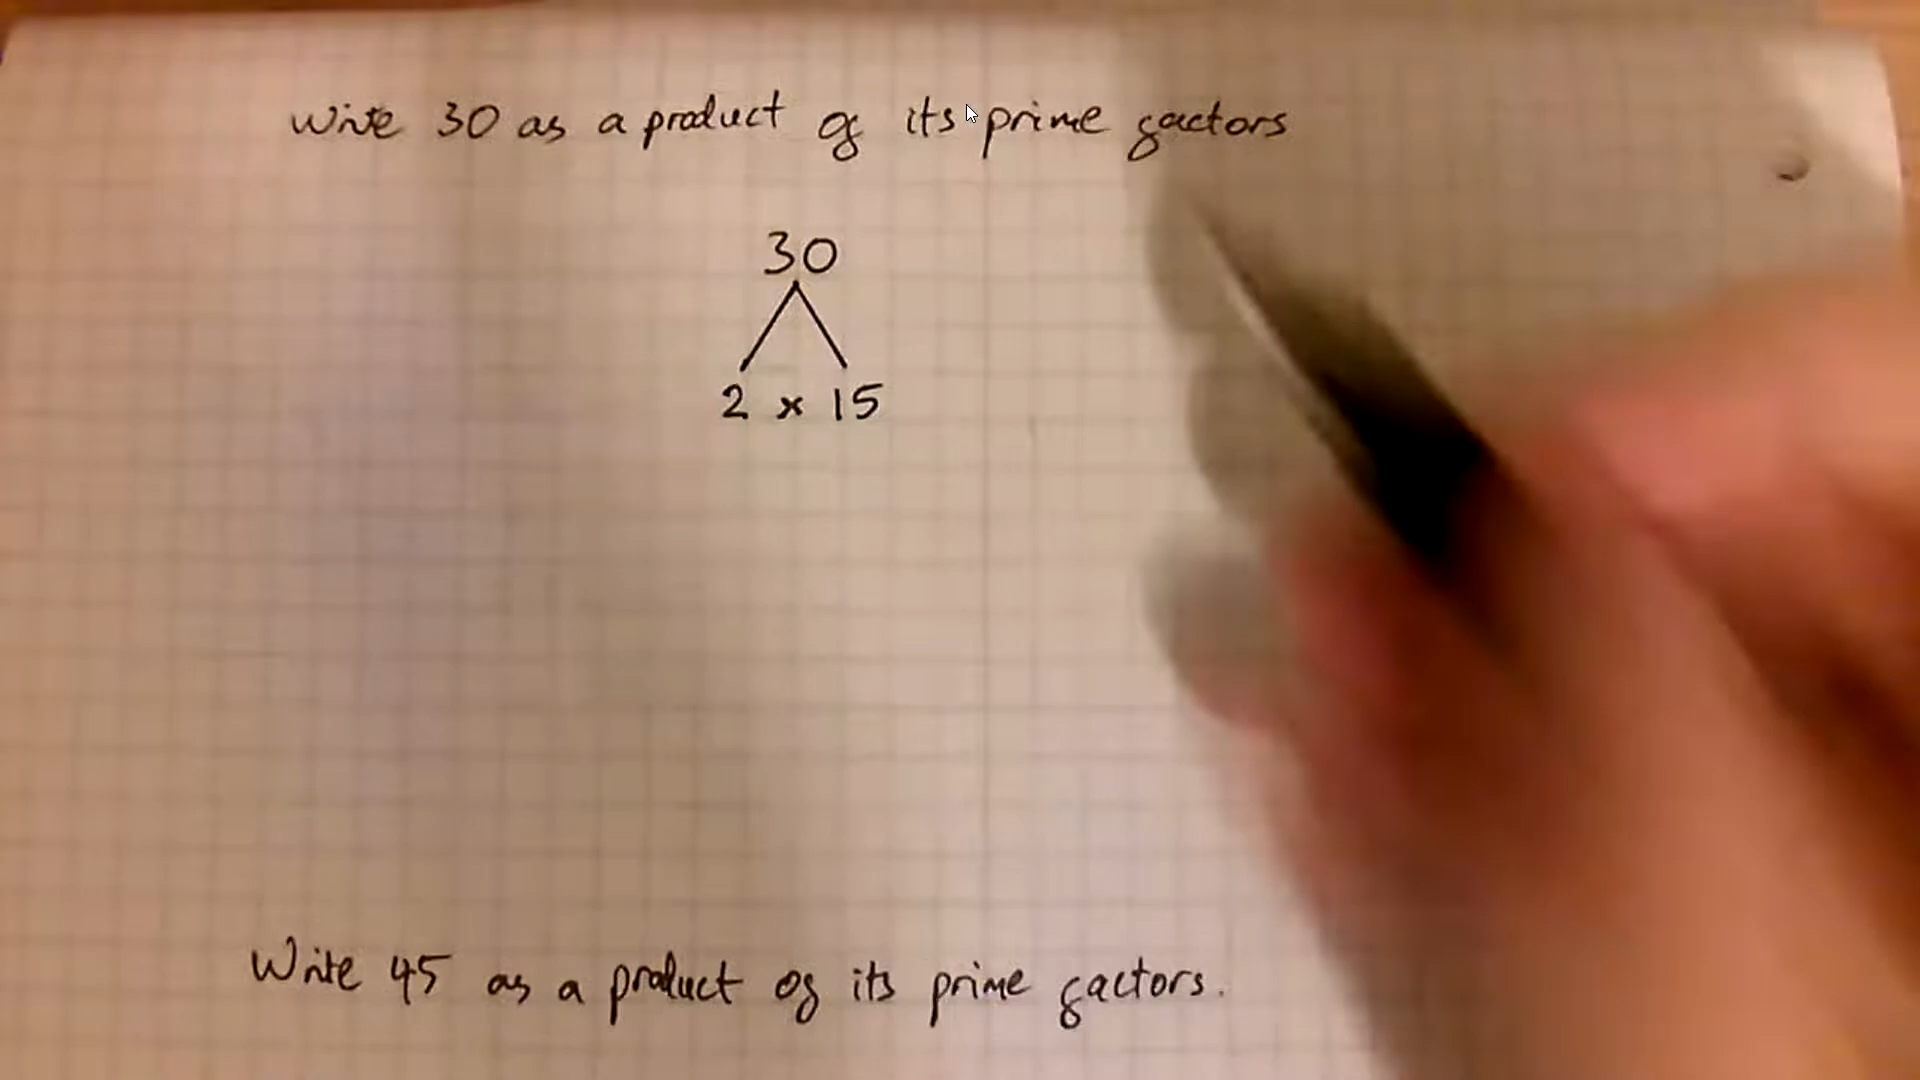 Write 30 as a product of its prime factors
30
2 x 15
Write 45 as a product of its prime factors.